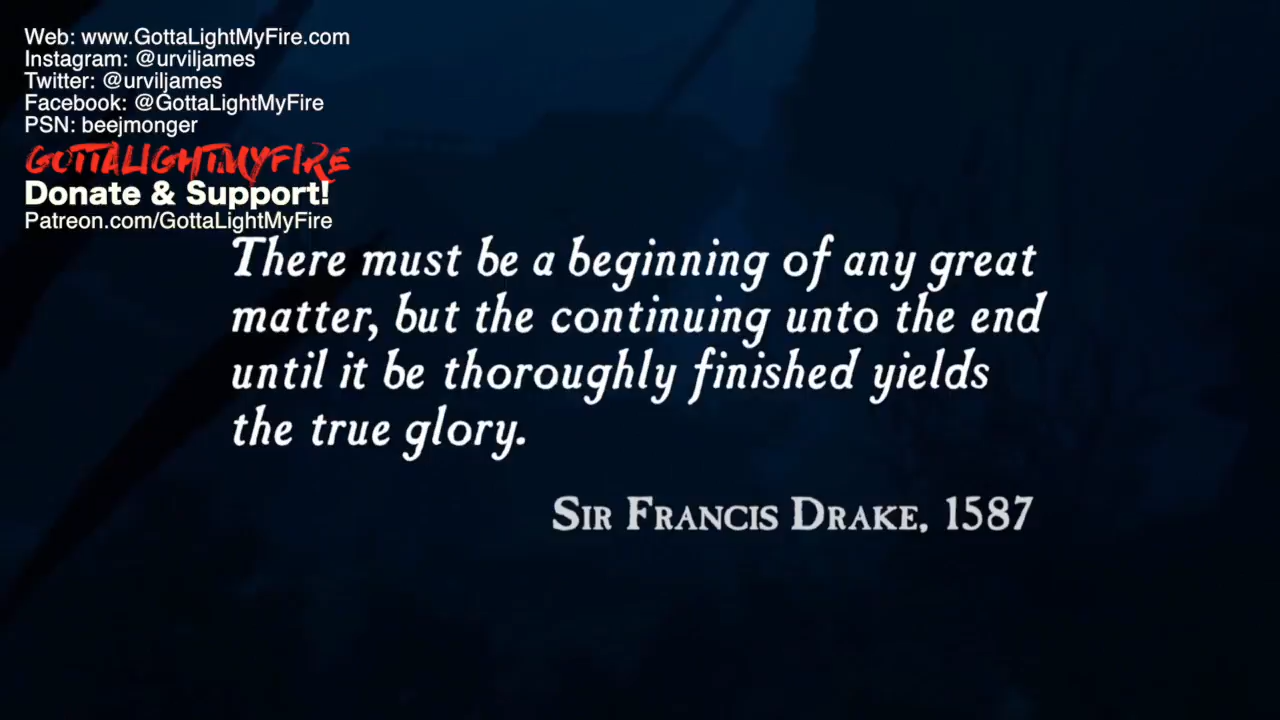 Web: www.GottaLightMyFire.com
Instagram: @urviljames
Twitter: @urviljames
Facebook: @GottaLightMyFire
PSN: beejmonger
GOTTALIGHTMYFIRE
Donate & Support!
Patreon.com/GottaLightMyFire
There must be a beginning of any great
matter, but the continuing unto the end
until it be thoroughly finished yields
the true glory.
SIR FRANCIS DRAKE, 1587